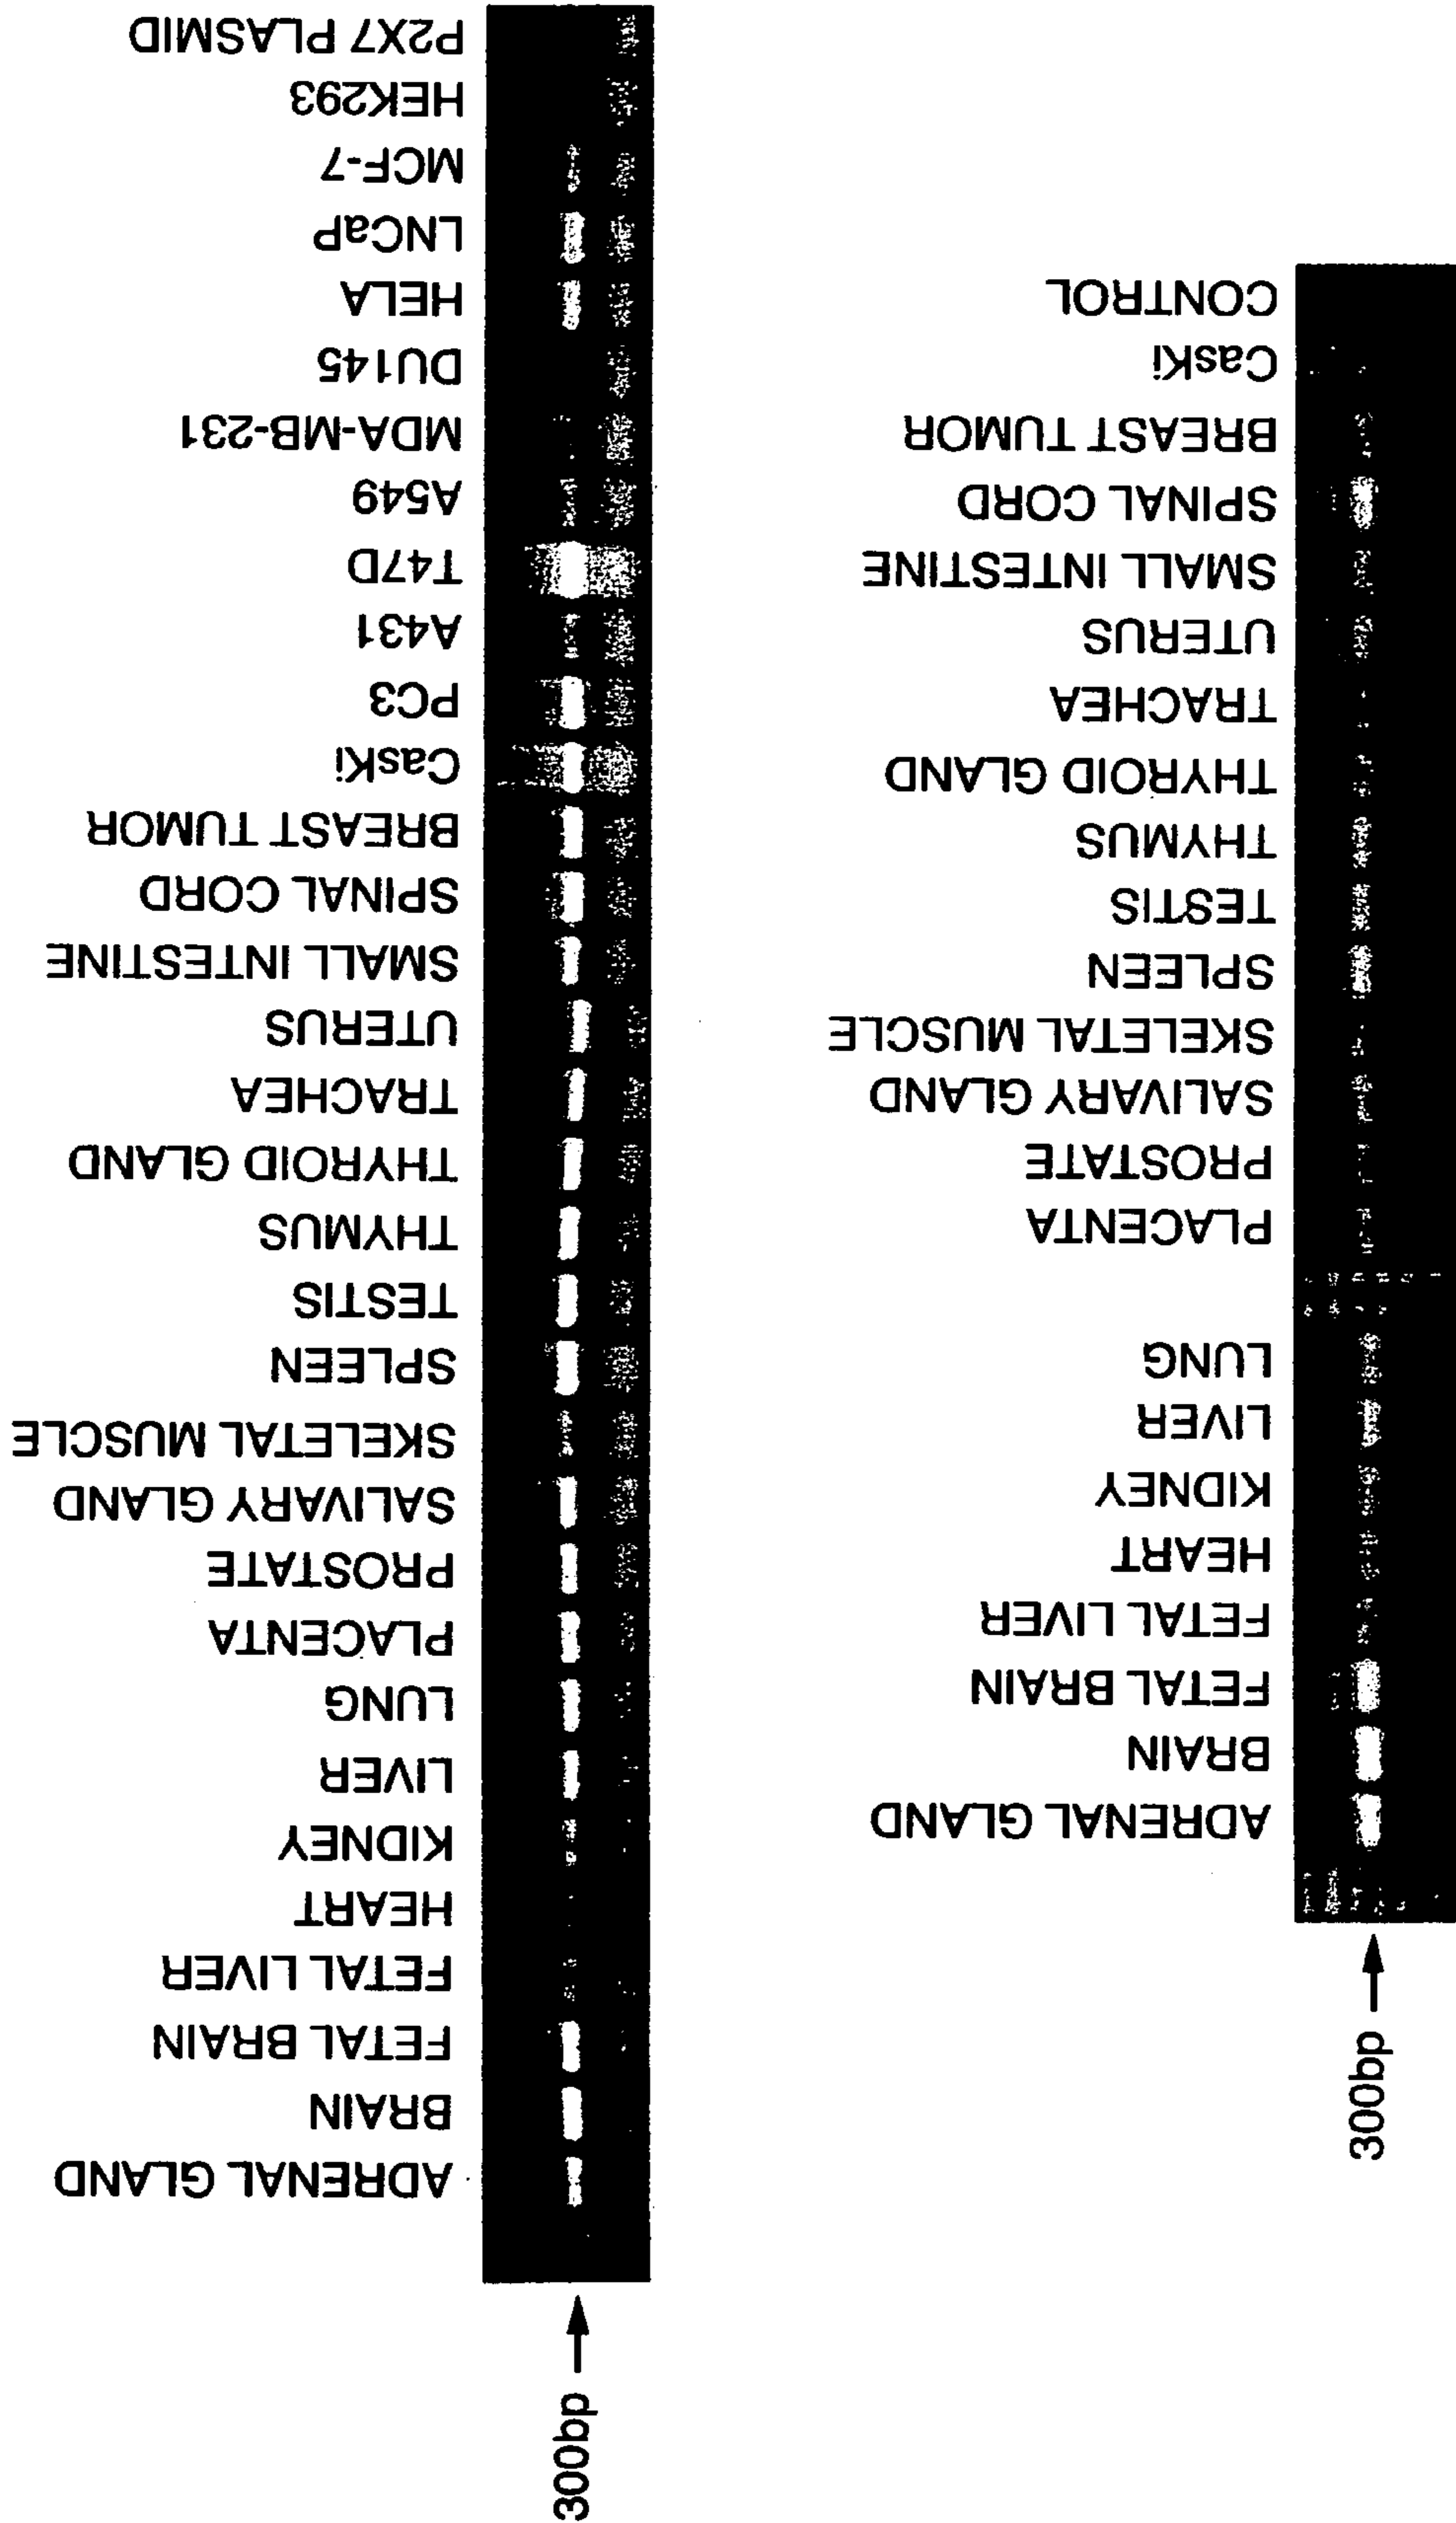 300bp
ADRENAL GLAND
BRAIN
FETAL BRAIN
FETAL LIVER
HEART
KIDNEY
LIVER
LUNG
PLACENTA
PROSTATE
SALIVARY GLAND
SKELETAL MUSCLE
SPLEEN
TESTIS
THYMUS
THYROID GLAND
TRACHEA
UTERUS
SMALL INTESTINE
SPINAL CORD
BREAST TUMOR
CasKi
PC3
A431
T47D
A549
MDA-MB-231
DU145
HELA
LNCaP
MCF-7
HEK293
P2X7 PLASMID
300bp
ADRENAL GLAND
BRAIN
FETAL BRAIN
FETAL LIVER
HEART
KIDNEY
LIVER
LUNG
PLACENTA
PROSTATE
SALIVARY GLAND
SKELETAL MUSCLE
SPLEEN
TESTIS
THYMUS
THYROID GLAND
TRACHEA
UTERUS
SMALL INTESTINE
SPINAL CORD
BREAST TUMOR
CasKi
CONTROL